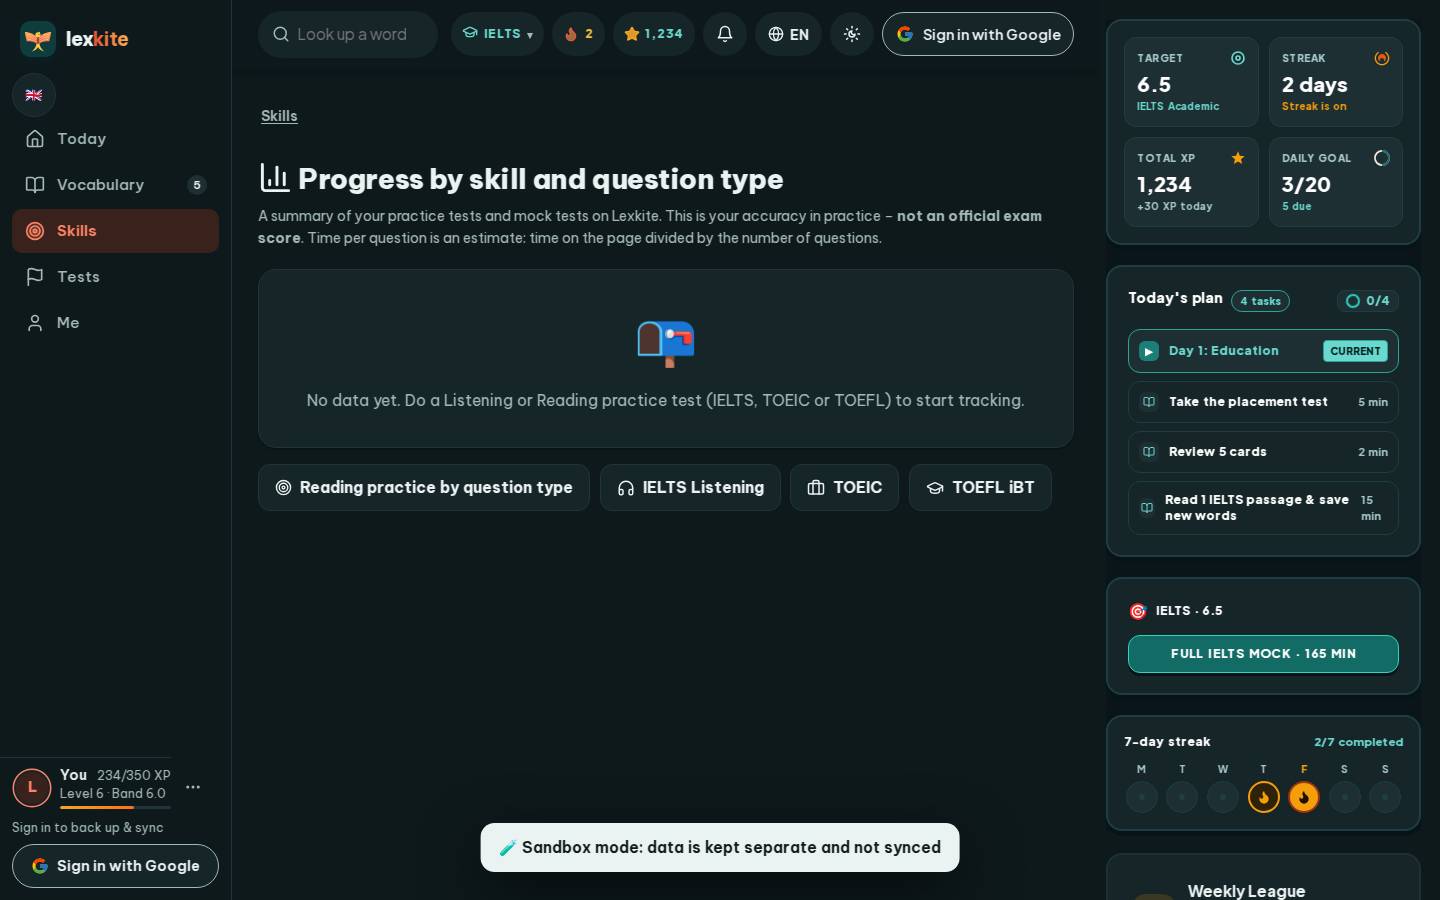 lexkite
Today
Vocabulary 5
Skills
Tests
Me
L
You 234/350 XP
Level 6 · Band 6.0
Sign in to back up & sync
Sign in with Google
Look up a word
IELTS ▾
2
1,234
EN
Sign in with Google
Skills
Progress by skill and question type
A summary of your practice tests and mock tests on Lexkite. This is your accuracy in practice – not an official exam
score. Time per question is an estimate: time on the page divided by the number of questions.
No data yet. Do a Listening or Reading practice test (IELTS, TOEIC or TOEFL) to start tracking.
Reading practice by question type
IELTS Listening
TOEIC
TOEFL iBT
🧪 Sandbox mode: data is kept separate and not synced
TARGET
6.5
IELTS Academic
STREAK
2 days
Streak is on
TOTAL XP
1,234
+30 XP today
DAILY GOAL
3/20
5 due
Today's plan
4 tasks
0/4
Day 1: Education
CURRENT
Take the placement test 5 min
Review 5 cards 2 min
Read 1 IELTS passage & save 15
new words min
IELTS · 6.5
FULL IELTS MOCK · 165 MIN
7-day streak 2/7 completed
M T W T F S S
Weekly League